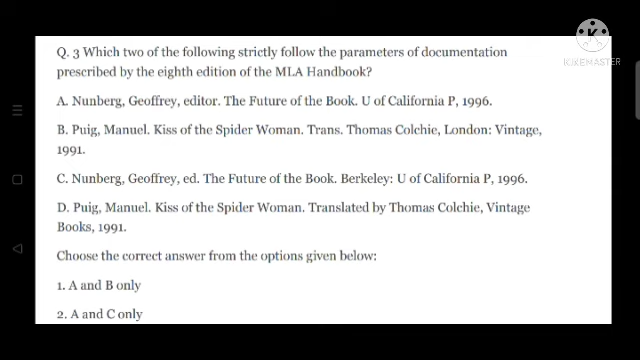 KINEMASTER
Q. 3 Which two of the following strictly follow the parameters of documentation
prescribed by the eighth edition of the MLA Handbook?
A. Nunberg, Geoffrey, editor. The Future of the Book. U of California P, 1996.
B. Puig, Manuel. Kiss of the Spider Woman. Trans. Thomas Colchie, London: Vintage,
1991.
C. Nunberg, Geoffrey, ed. The Future of the Book. Berkeley: U of California P, 1996.
D. Puig, Manuel. Kiss of the Spider Woman. Translated by Thomas Colchie, Vintage
Books, 1991.
Choose the correct answer from the options given below:
1. A and B only
2. A and C only